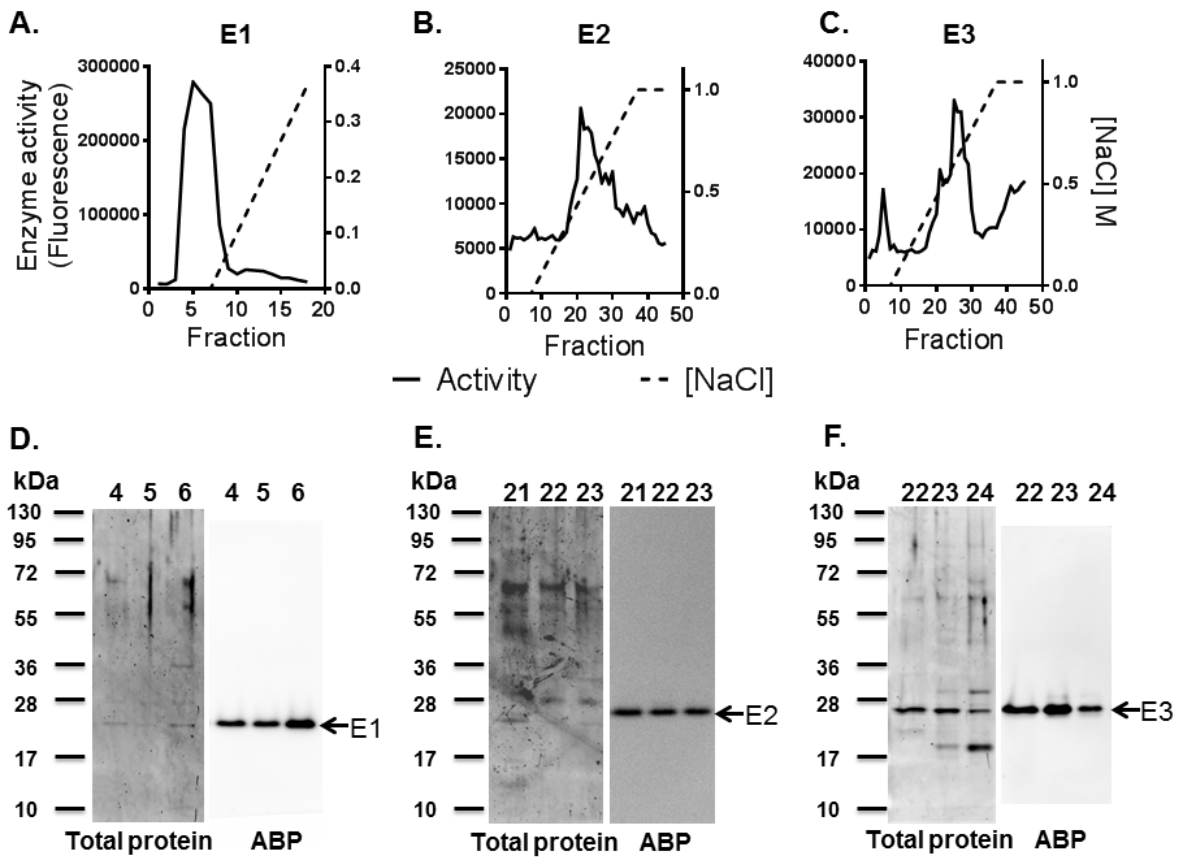 A. B. C.
E1 E2 E3
Enzyme activity
(Fluorescence)
300000
200000
100000
0
0.4
0.3
0.2
0.1
0.0
0 5 10 15 20
Fraction
25000
20000
15000
10000
5000
0
1.0
0.5
0.0
0 10 20 30 40 50
Fraction
40000
30000
20000
10000
0
1.0
0.5
0.0
[NaCl] M
0 10 20 30 40 50
Fraction
Activity [NaCl]
D.
kDa 4 5 6 4 5 6
130
95
72
55
36
28
17
10
E1
Total protein ABP
E.
kDa 21 22 23 21 22 23
130
95
72
55
36
28
17
10
E2
Total protein ABP
F.
kDa 22 23 24 22 23 24
130
95
72
55
36
28
17
10
E3
Total protein ABP